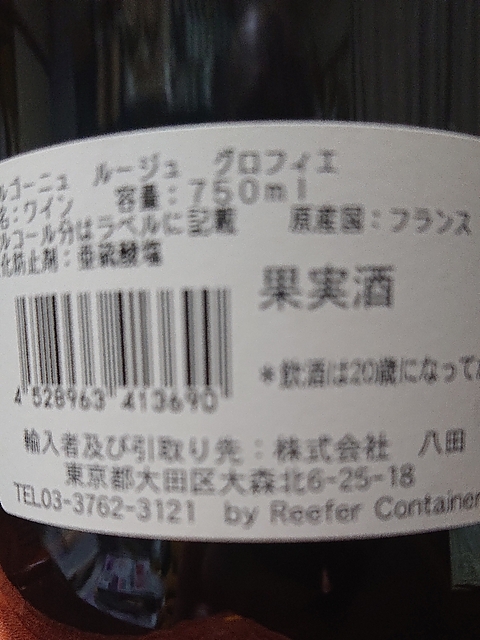 ルゴーニュ ルージュ グロフィエ
名：ワイン 容量：750ml
ルコール分はラベルに記載 原産国：フランス
化防止剤：亜硫酸塩
果実酒
4 528963 413690
*飲酒は20歳になって
輸入者及び引取り先：株式会社 八田
東京都大田区大森北6-25-18
TEL03-3762-3121 by Reefer Container